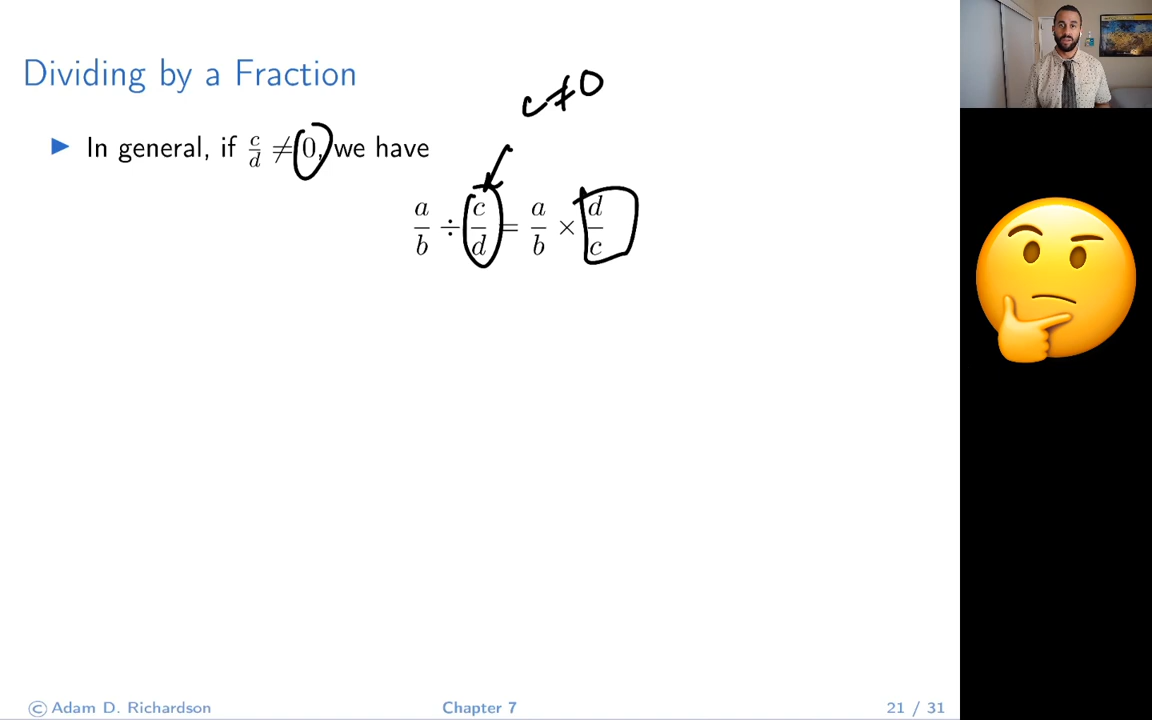 Dividing by a Fraction
c ≠ 0
▶ In general, if c/d ≠ 0, we have
a/b ÷ c/d = a/b × d/c
© Adam D. Richardson Chapter 7 21 / 31